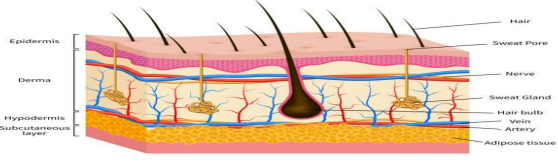 Epidermis
Derma
Hypodermis
Subcutaneous
layer
Hair
Sweat Pore
Nerve
Sweat Gland
Hair bulb
Vein
Artery
Adipose tissue